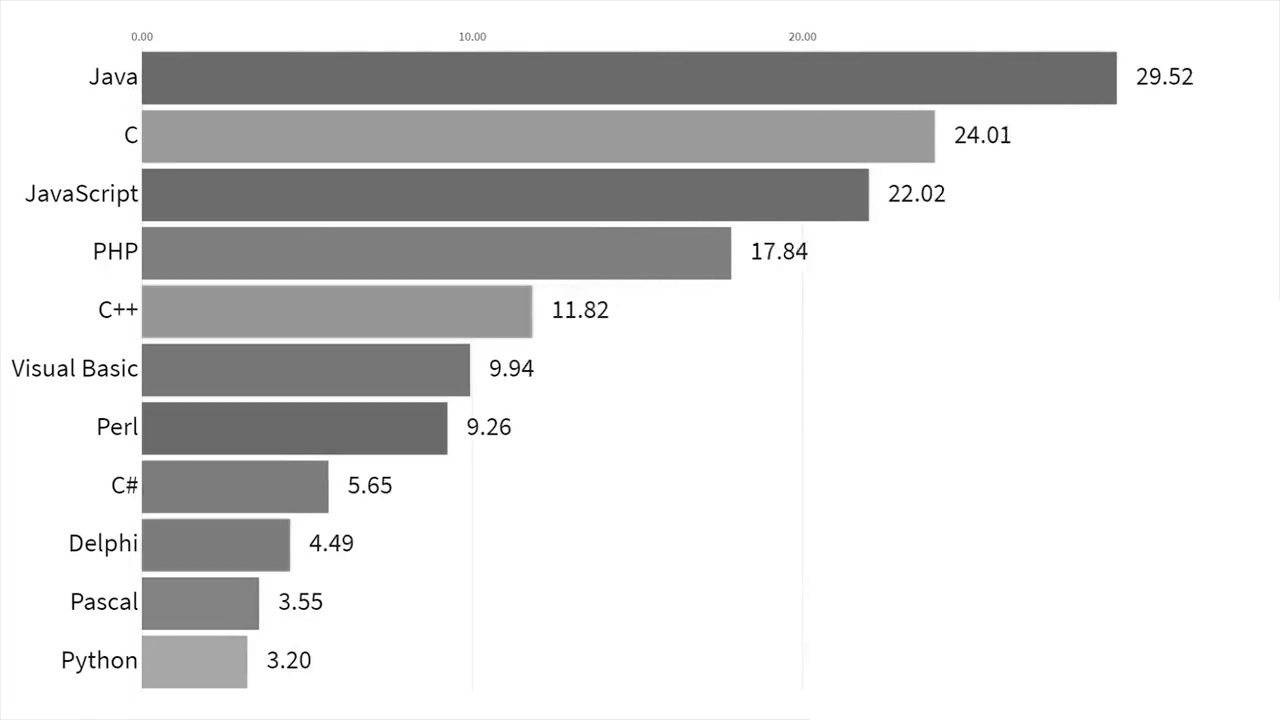 0.00 10.00 20.00
Java 29.52
C 24.01
JavaScript 22.02
PHP 17.84
C++ 11.82
Visual Basic 9.94
Perl 9.26
C# 5.65
Delphi 4.49
Pascal 3.55
Python 3.20